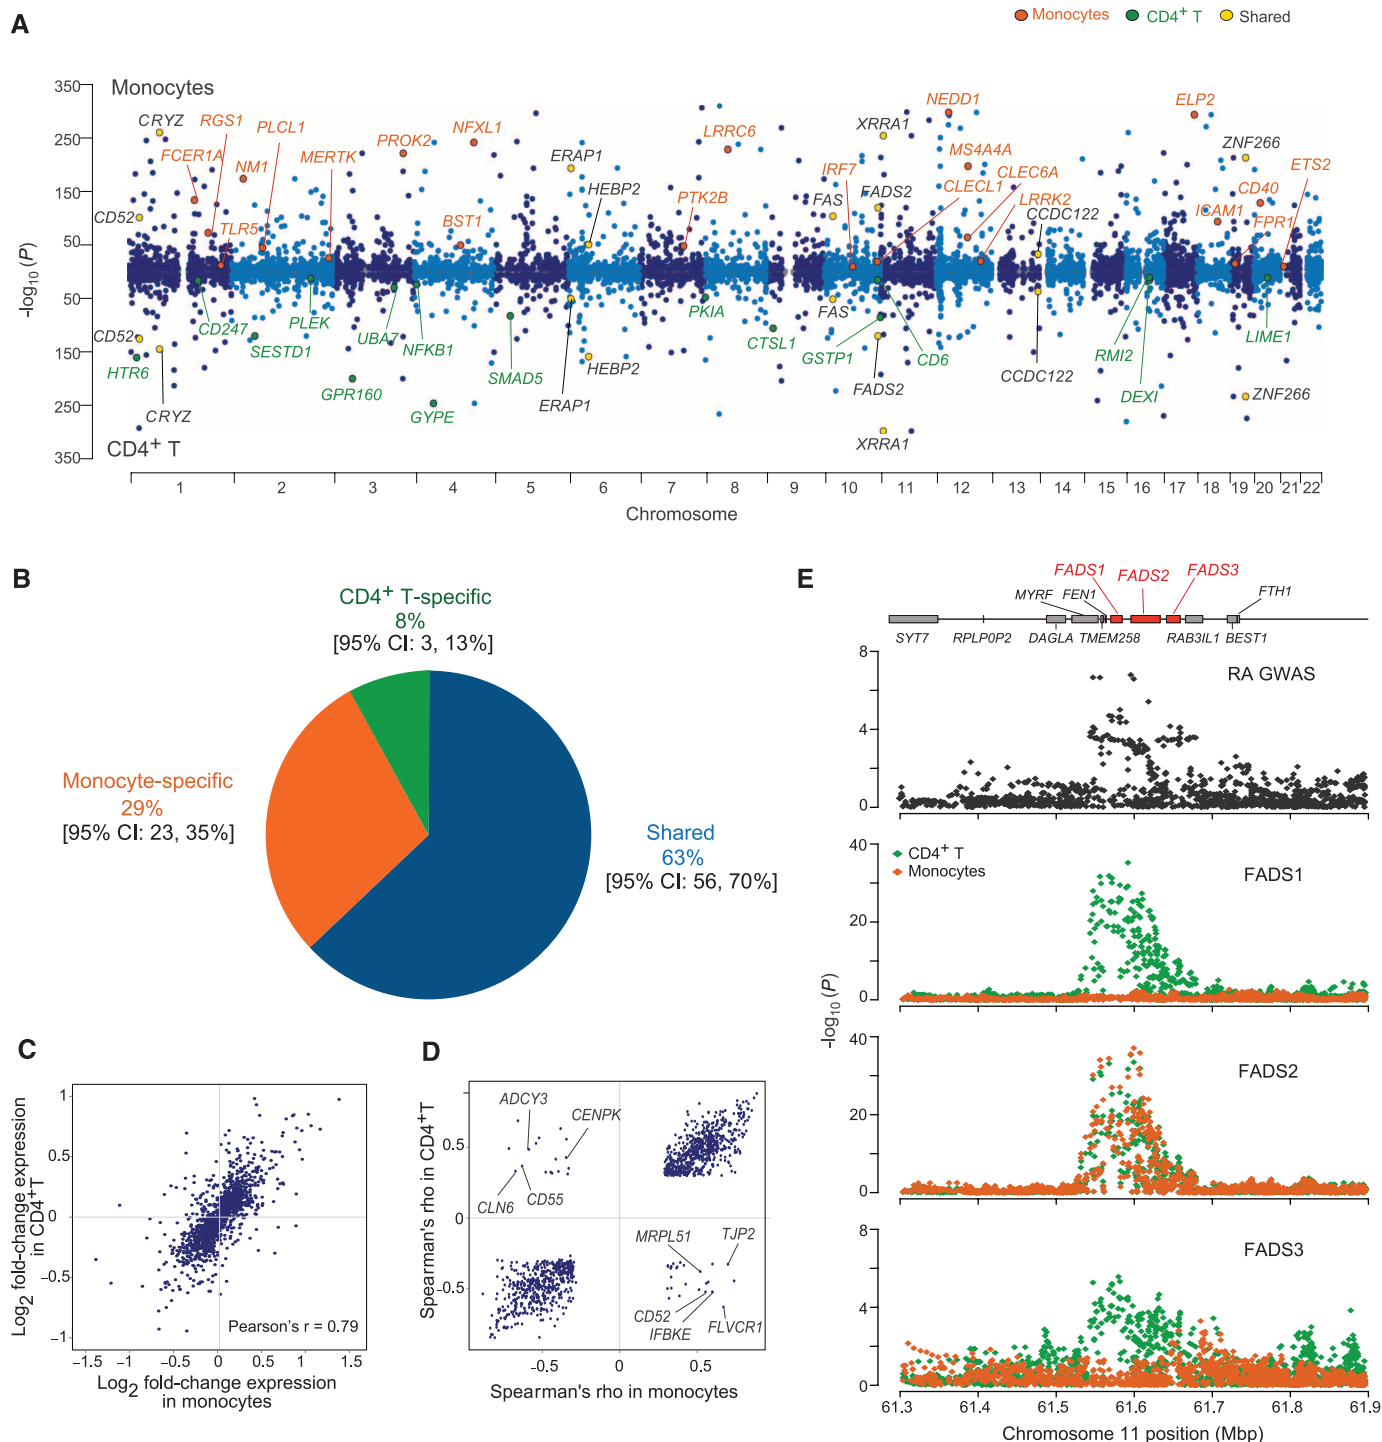 A
Monocytes CD4+ T Shared
Monocytes
350
250
150
50
50
150
250
350
-log10 (P)
CRYZ
RGS1
PLCL1
FCER1A
NM1
MERTK
CD52
TLR5
PROK2
NFXL1
BST1
ERAP1
HEBP2
LRRC6
PTK2B
XRRA1
IRF7
FAS
FADS2
NEDD1
MS4A4A
CLEC6A
CLECL1
LRRK2
CCDC122
ELP2
ZNF266
ETS2
CD40
ICAM1
FPR1
CD52
HTR6
CRYZ
CD247
SESTD1
PLEK
UBA7
GPR160
NFKB1
GYPE
SMAD5
ERAP1
HEBP2
PKIA
CTSL1
FAS
GSTP1
FADS2
CD6
XRRA1
CCDC122
RMI2
DEXI
LIME1
ZNF266
CD4+ T
1 2 3 4 5 6 7 8 9 10 11 12 13 14 15 16 17 18 19 20 21 22
Chromosome
B
CD4+ T-specific
8%
[95% CI: 3, 13%]
Monocyte-specific
29%
[95% CI: 23, 35%]
Shared
63%
[95% CI: 56, 70%]
C
Log2 fold-change expression
in CD4+T
1
0.5
0
−0.5
−1
Pearson's r = 0.79
−1.5 −1 −0.5 0 0.5 1 1.5
Log2 fold-change expression
in monocytes
D
Spearman's rho in CD4+T
0.5
0
−0.5
ADCY3
CENPK
CLN6
CD55
MRPL51
TJP2
CD52
IFBKE
FLVCR1
-0.5 0 0.5
Spearman's rho in monocytes
E
FADS1 FADS2 FADS3
MYRF FEN1 FTH1
SYT7 RPLP0P2 DAGLA TMEM258 RAB3IL1 BEST1
8
4
0
RA GWAS
40
20
0
CD4+ T
Monocytes
FADS1
-log10 (P)
40
20
0
FADS2
8
4
0
FADS3
61.3 61.4 61.5 61.6 61.7 61.8 61.9
Chromosome 11 position (Mbp)